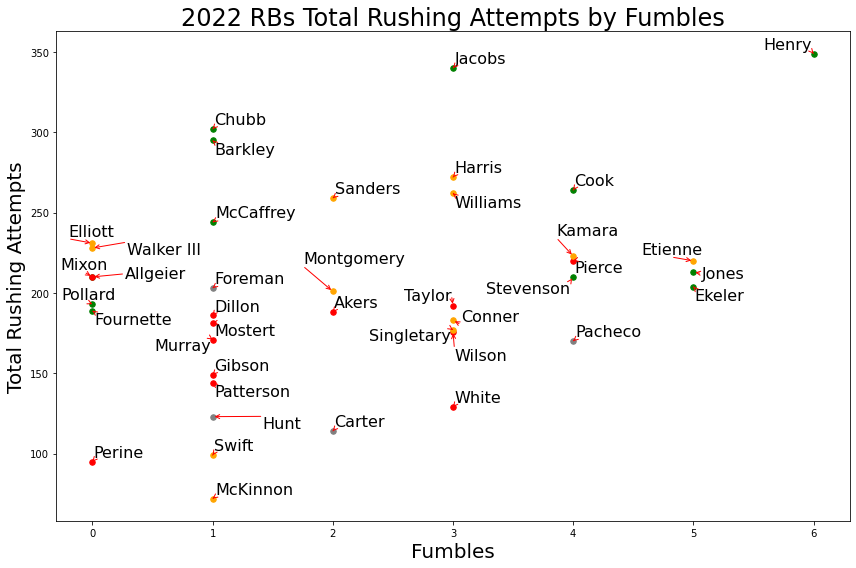 2022 RBs Total Rushing Attempts by Fumbles
Henry
350
Jacobs
Chubb
300
Barkley
Harris
Cook
Sanders
Williams
250
McCaffrey
Elliott
Kamara
Walker III
Etienne
Montgomery
Mixon
Pierce
Allgeier
Jones
Foreman
Stevenson
200
Pollard
Taylor
Ekeler
Dillon
Akers
Fournette
Conner
Mostert
Singletary
Pacheco
Murray
Wilson
150
Gibson
Patterson
White
Hunt
Carter
Swift
Perine
100
McKinnon
0 1 2 3 4 5 6
Fumbles
Total Rushing Attempts